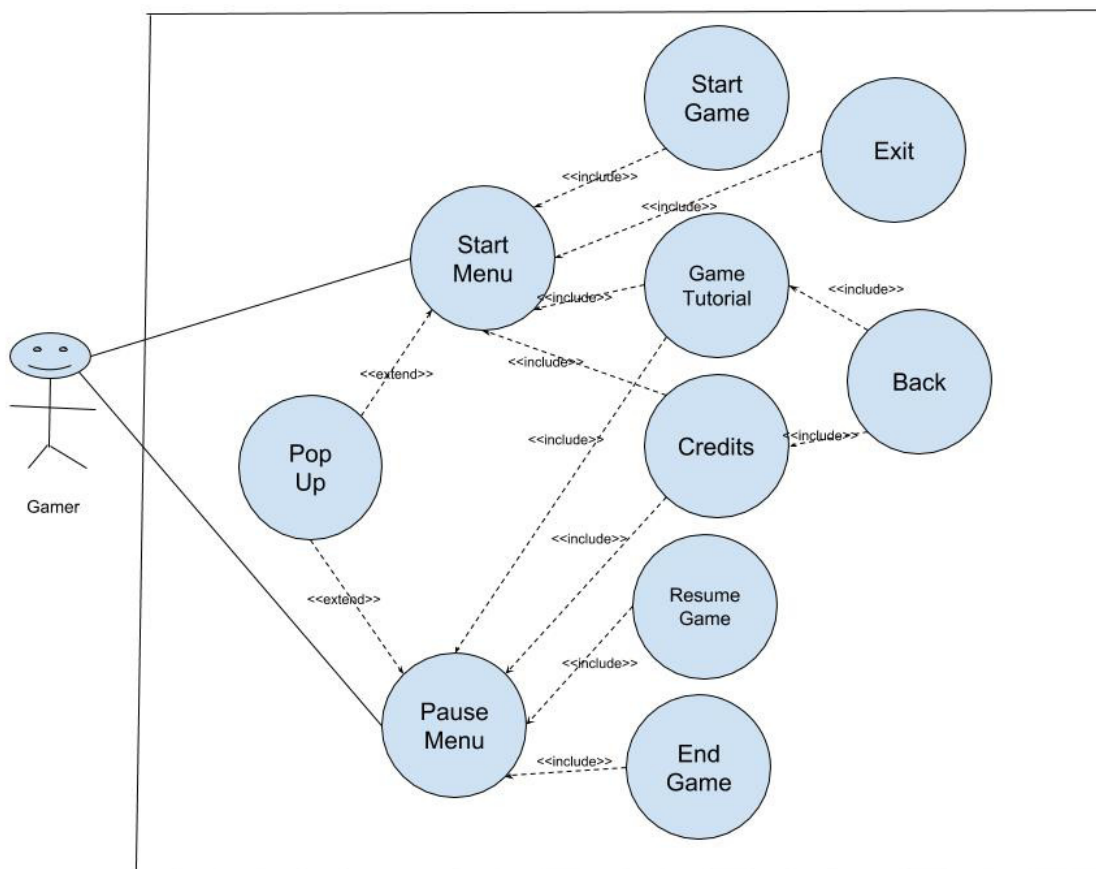 Start
Game
Exit
<<include>>
<<include>>
Start
Menu
Game
Tutorial
<<include>>
<<include>>
<<include>>
<<extend>>
Back
Credits
<<include>>
<<include>>
Pop
Up
Gamer
<<include>>
Resume
Game
<<extend>>
<<include>>
Pause
Menu
<<include>>
End
Game